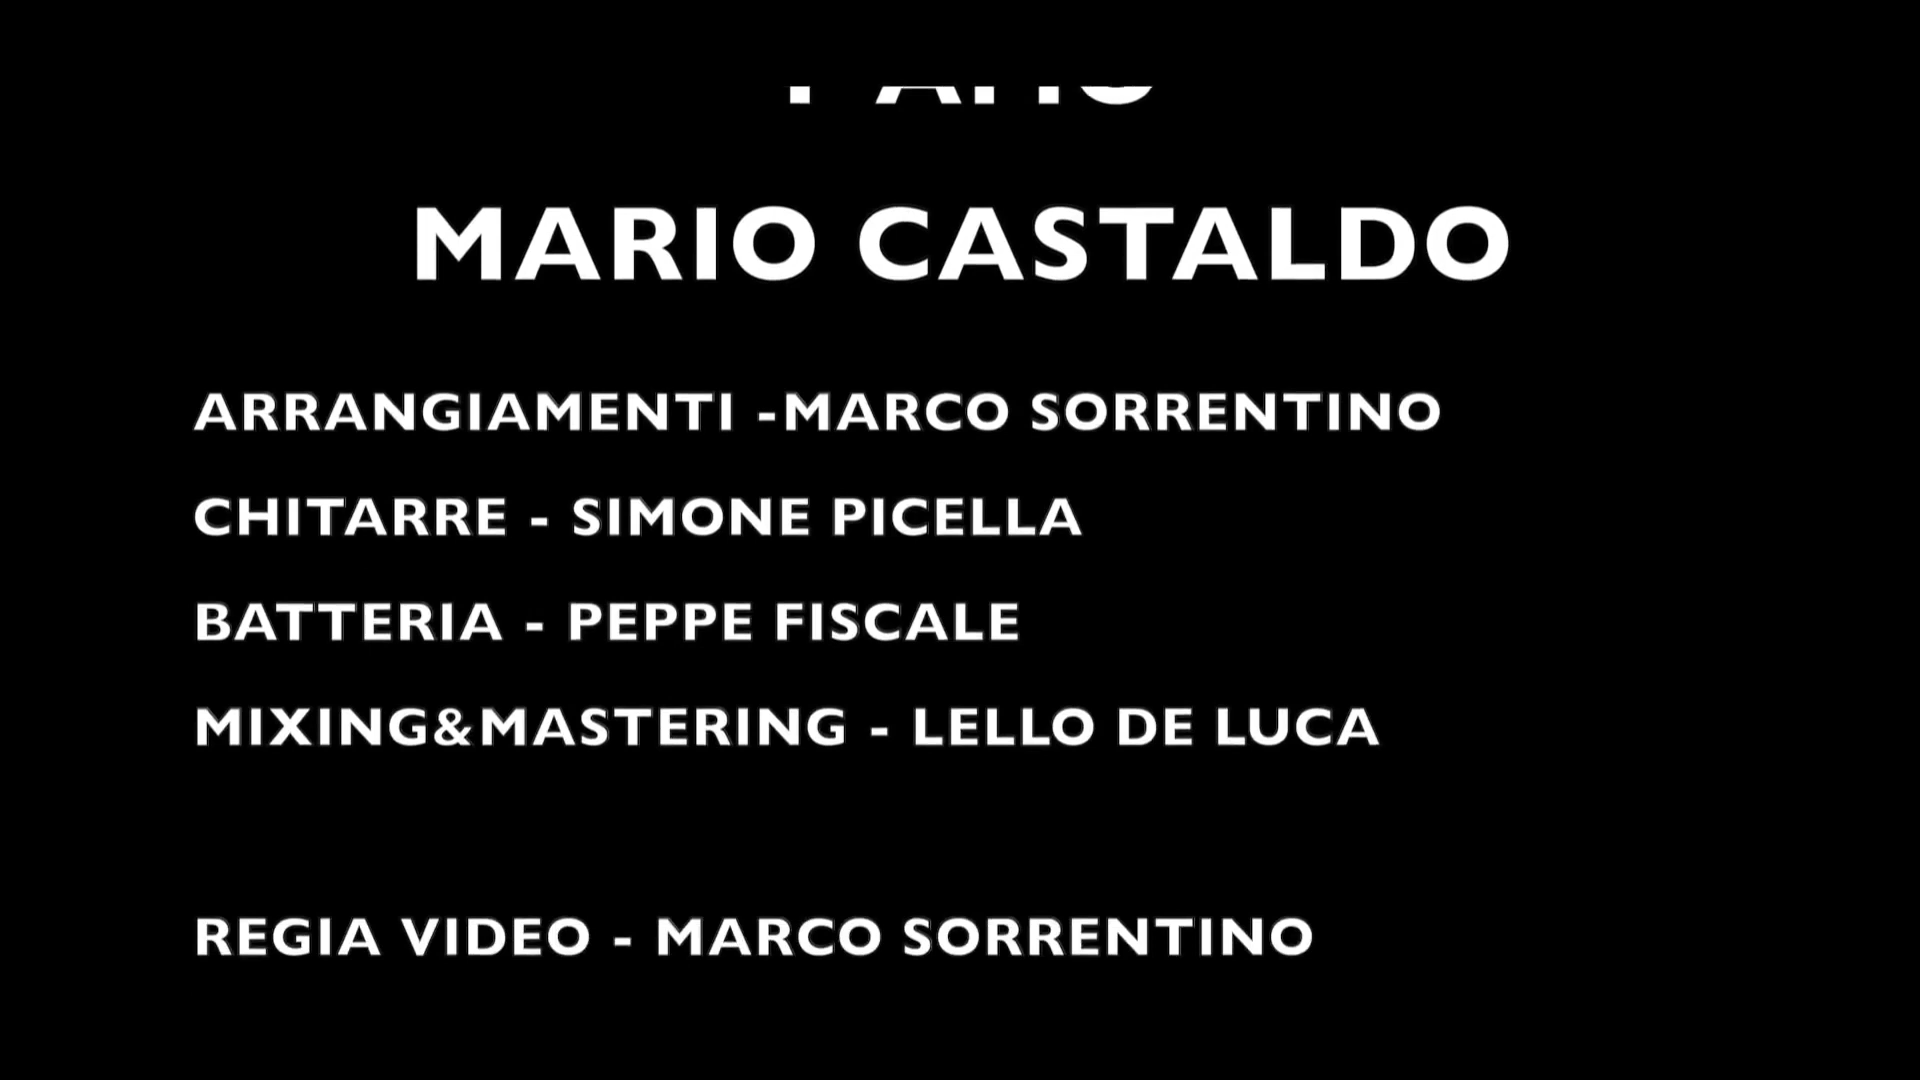 MARIO CASTALDO
ARRANGIAMENTI -MARCO SORRENTINO
CHITARRE - SIMONE PICELLA
BATTERIA - PEPPE FISCALE
MIXING&MASTERING - LELLO DE LUCA
REGIA VIDEO - MARCO SORRENTINO